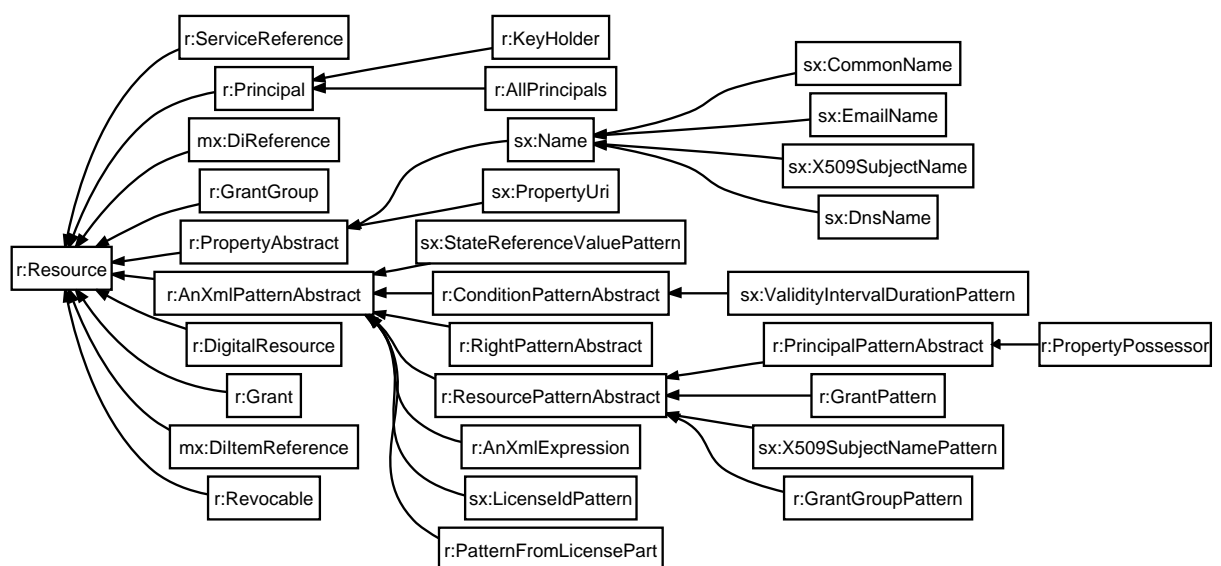 r:ServiceReference
r:KeyHolder
sx:CommonName
r:Principal
r:AllPrincipals
sx:EmailName
mx:DiReference
sx:Name
sx:X509SubjectName
r:GrantGroup
sx:PropertyUri
sx:DnsName
r:PropertyAbstract
sx:StateReferenceValuePattern
r:Resource
r:AnXmlPatternAbstract
r:ConditionPatternAbstract
sx:ValidityIntervalDurationPattern
r:DigitalResource
r:RightPatternAbstract
r:PrincipalPatternAbstract
r:PropertyPossessor
r:Grant
r:ResourcePatternAbstract
r:GrantPattern
mx:DiItemReference
r:AnXmlExpression
sx:X509SubjectNamePattern
r:Revocable
sx:LicenseIdPattern
r:GrantGroupPattern
r:PatternFromLicensePart